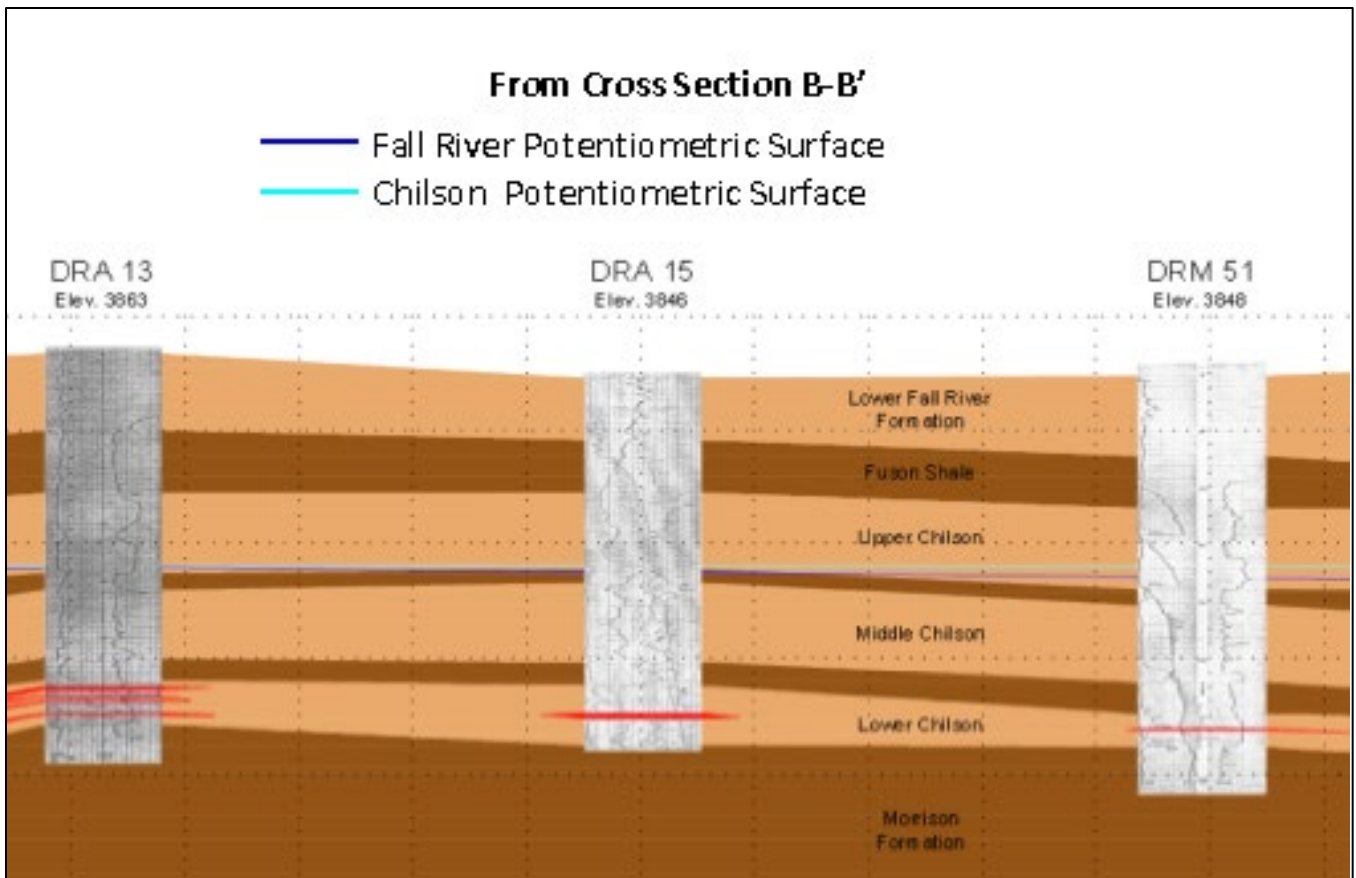 From Cross Section B-B'
Fall River Potentiometric Surface
Chilson Potentiometric Surface
DRA 13
Elev. 3863
DRA 15
Elev. 3846
DRM 51
Elev. 3848
Lower Fall River
Formation
Fuson Shale
Upper Chilson
Middle Chilson
Lower Chilson
Morrison
Formation